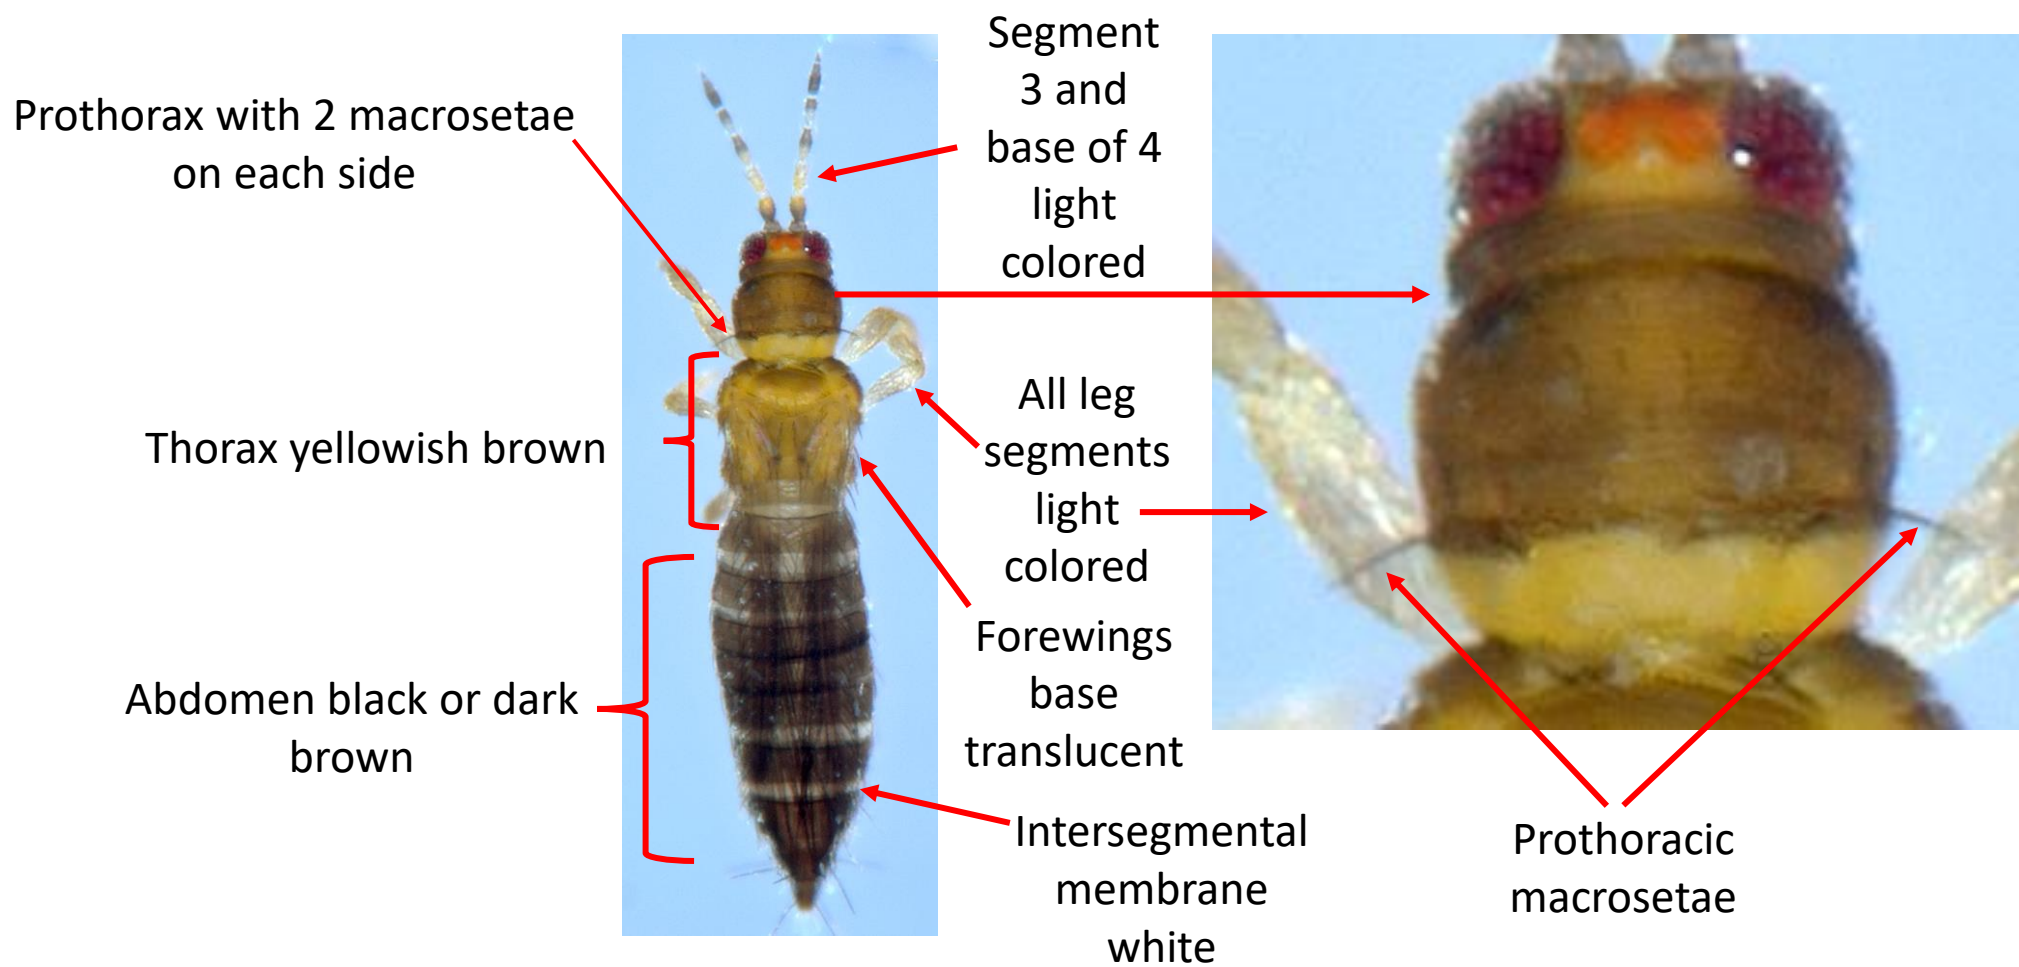 Prothorax with 2 macrosetae
on each side
Segment
3 and
base of 4
light
colored
Thorax yellowish brown
All leg
segments
light
colored
Abdomen black or dark
brown
Forewings
base
translucent
Intersegmental
membrane
white
Prothoracic
macrosetae